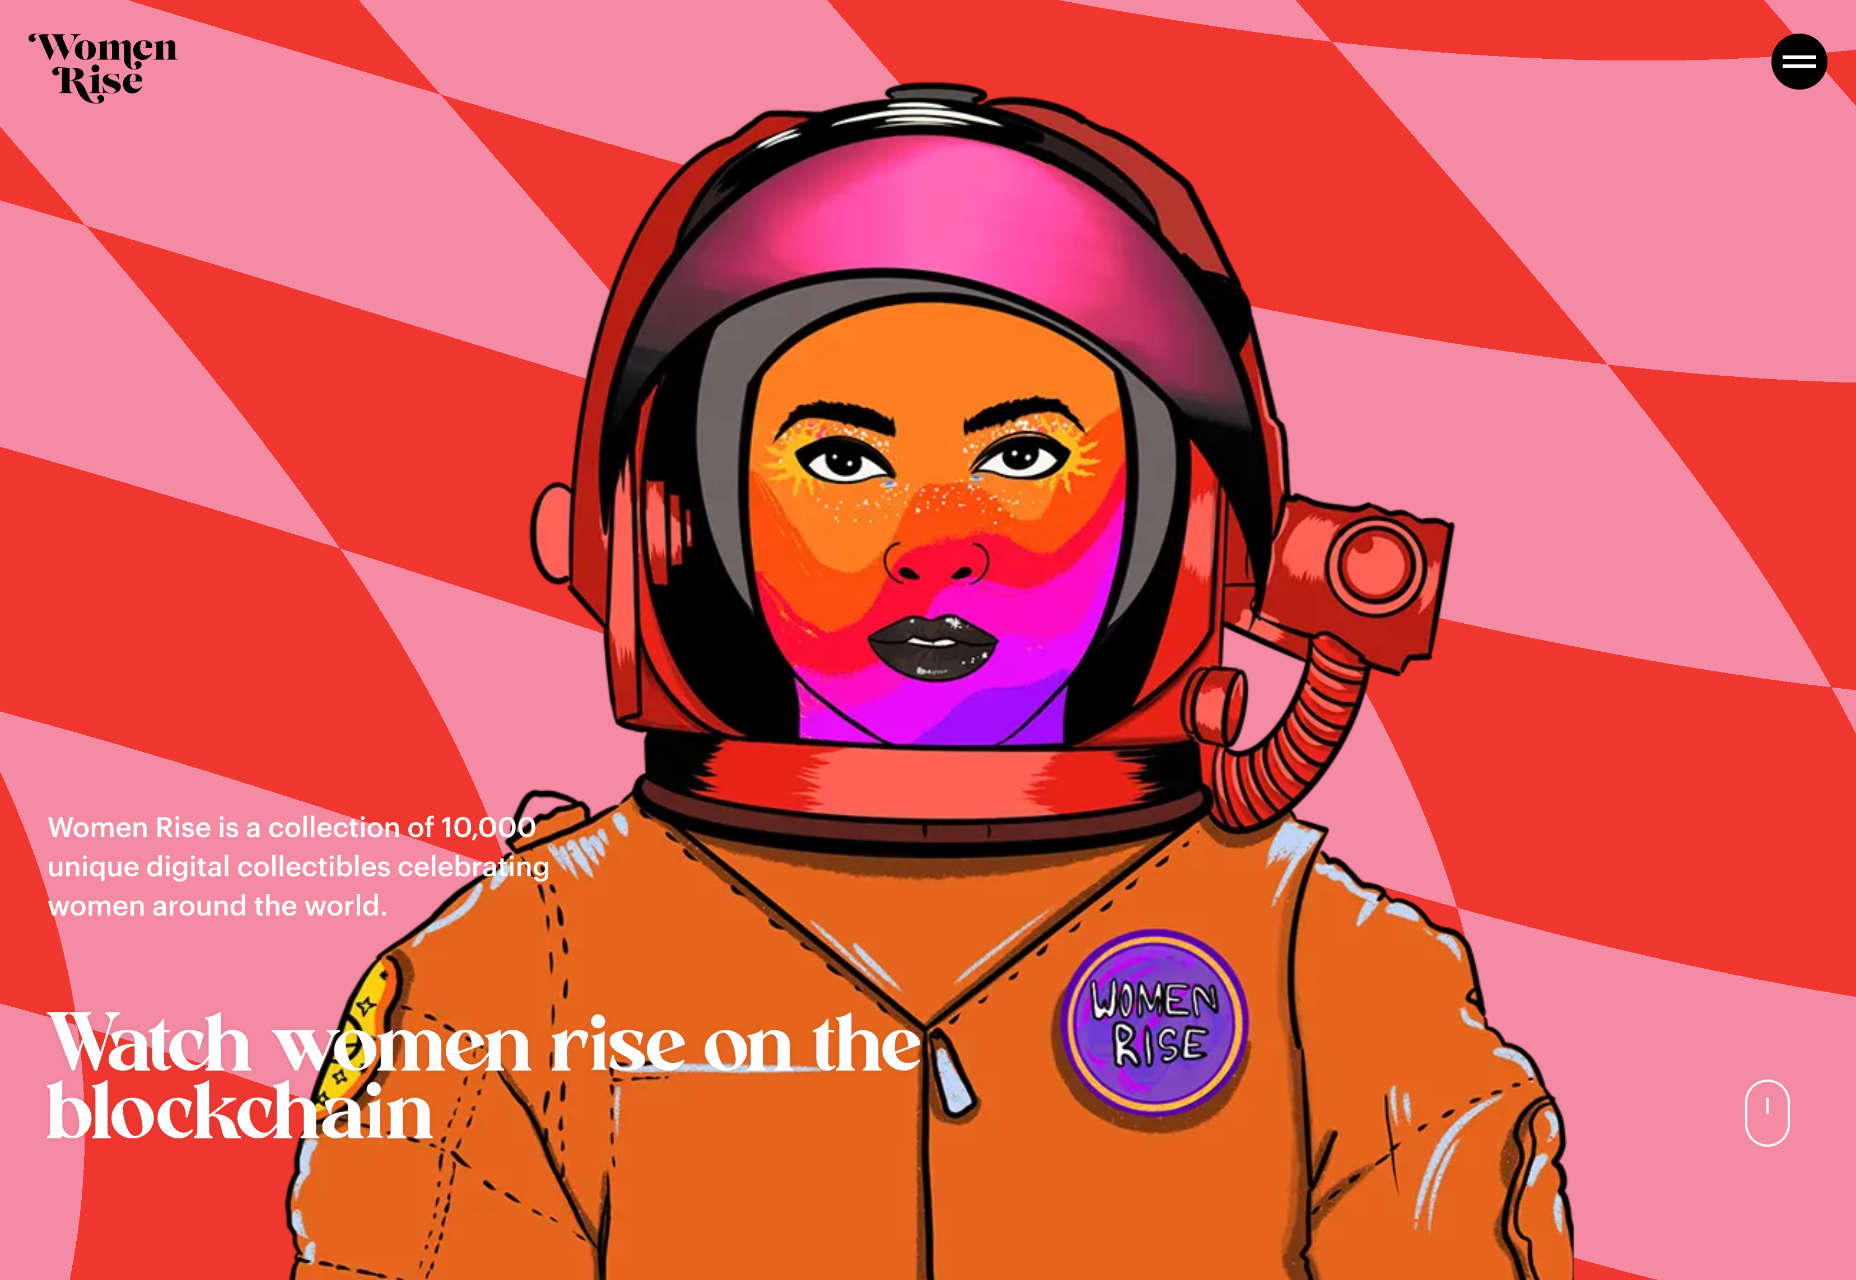 Women
Rise
Women Rise is a collection of 10,000
unique digital collectibles celebrating
women around the world.
WOMEN
RISE
Watch women rise on the
blockchain